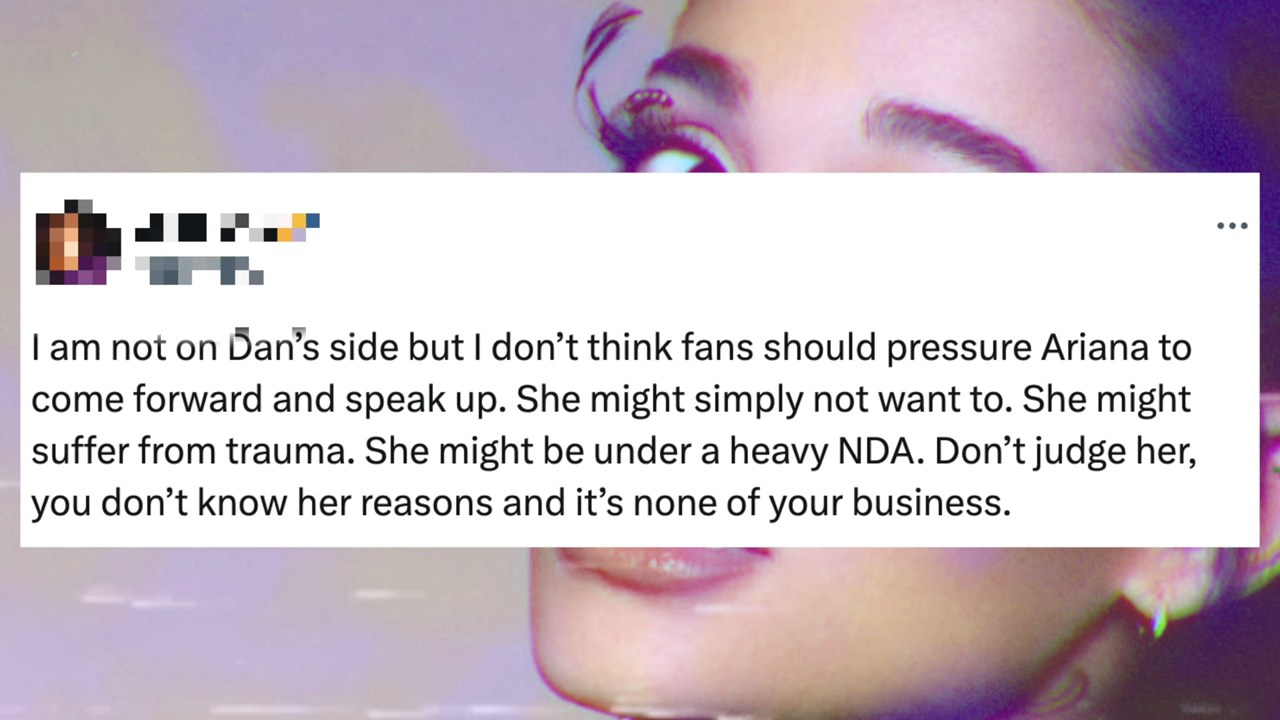 I am not on Dan’s side but I don’t think fans should pressure Ariana to
come forward and speak up. She might simply not want to. She might
suffer from trauma. She might be under a heavy NDA. Don’t judge her,
you don’t know her reasons and it’s none of your business.